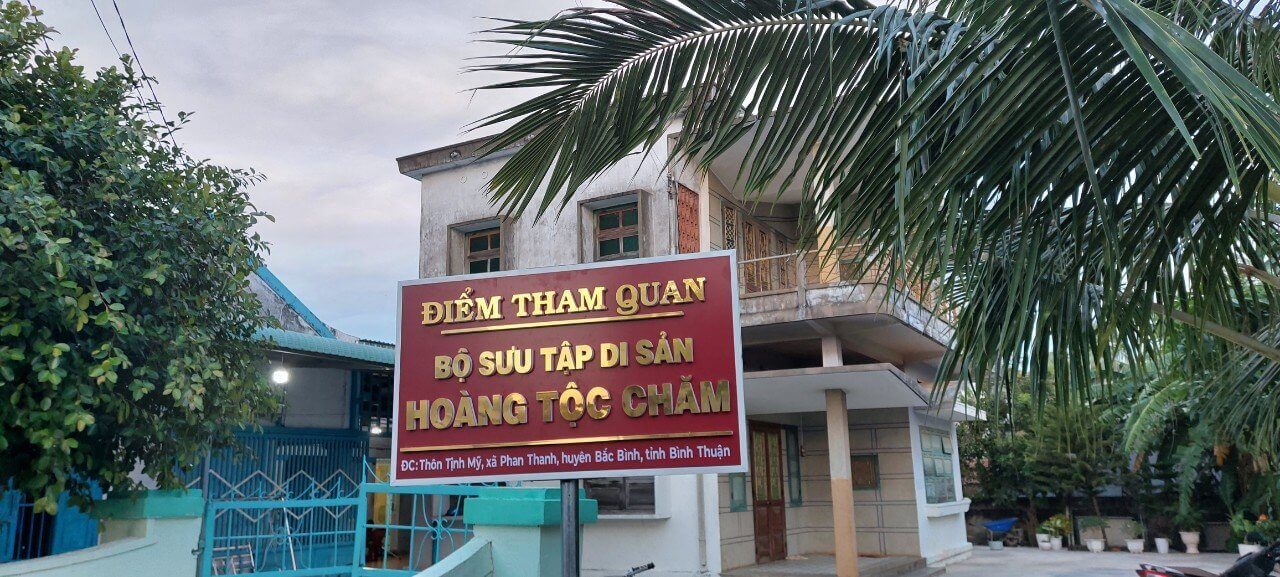 ĐIỂM THAM QUAN
BỘ SƯU TẬP DI SẢN
HOÀNG TỘC CHĂM
ĐC: Thôn Tịnh Mỹ, xã Phan Thanh, huyện Bắc Bình, tỉnh Bình Thuận